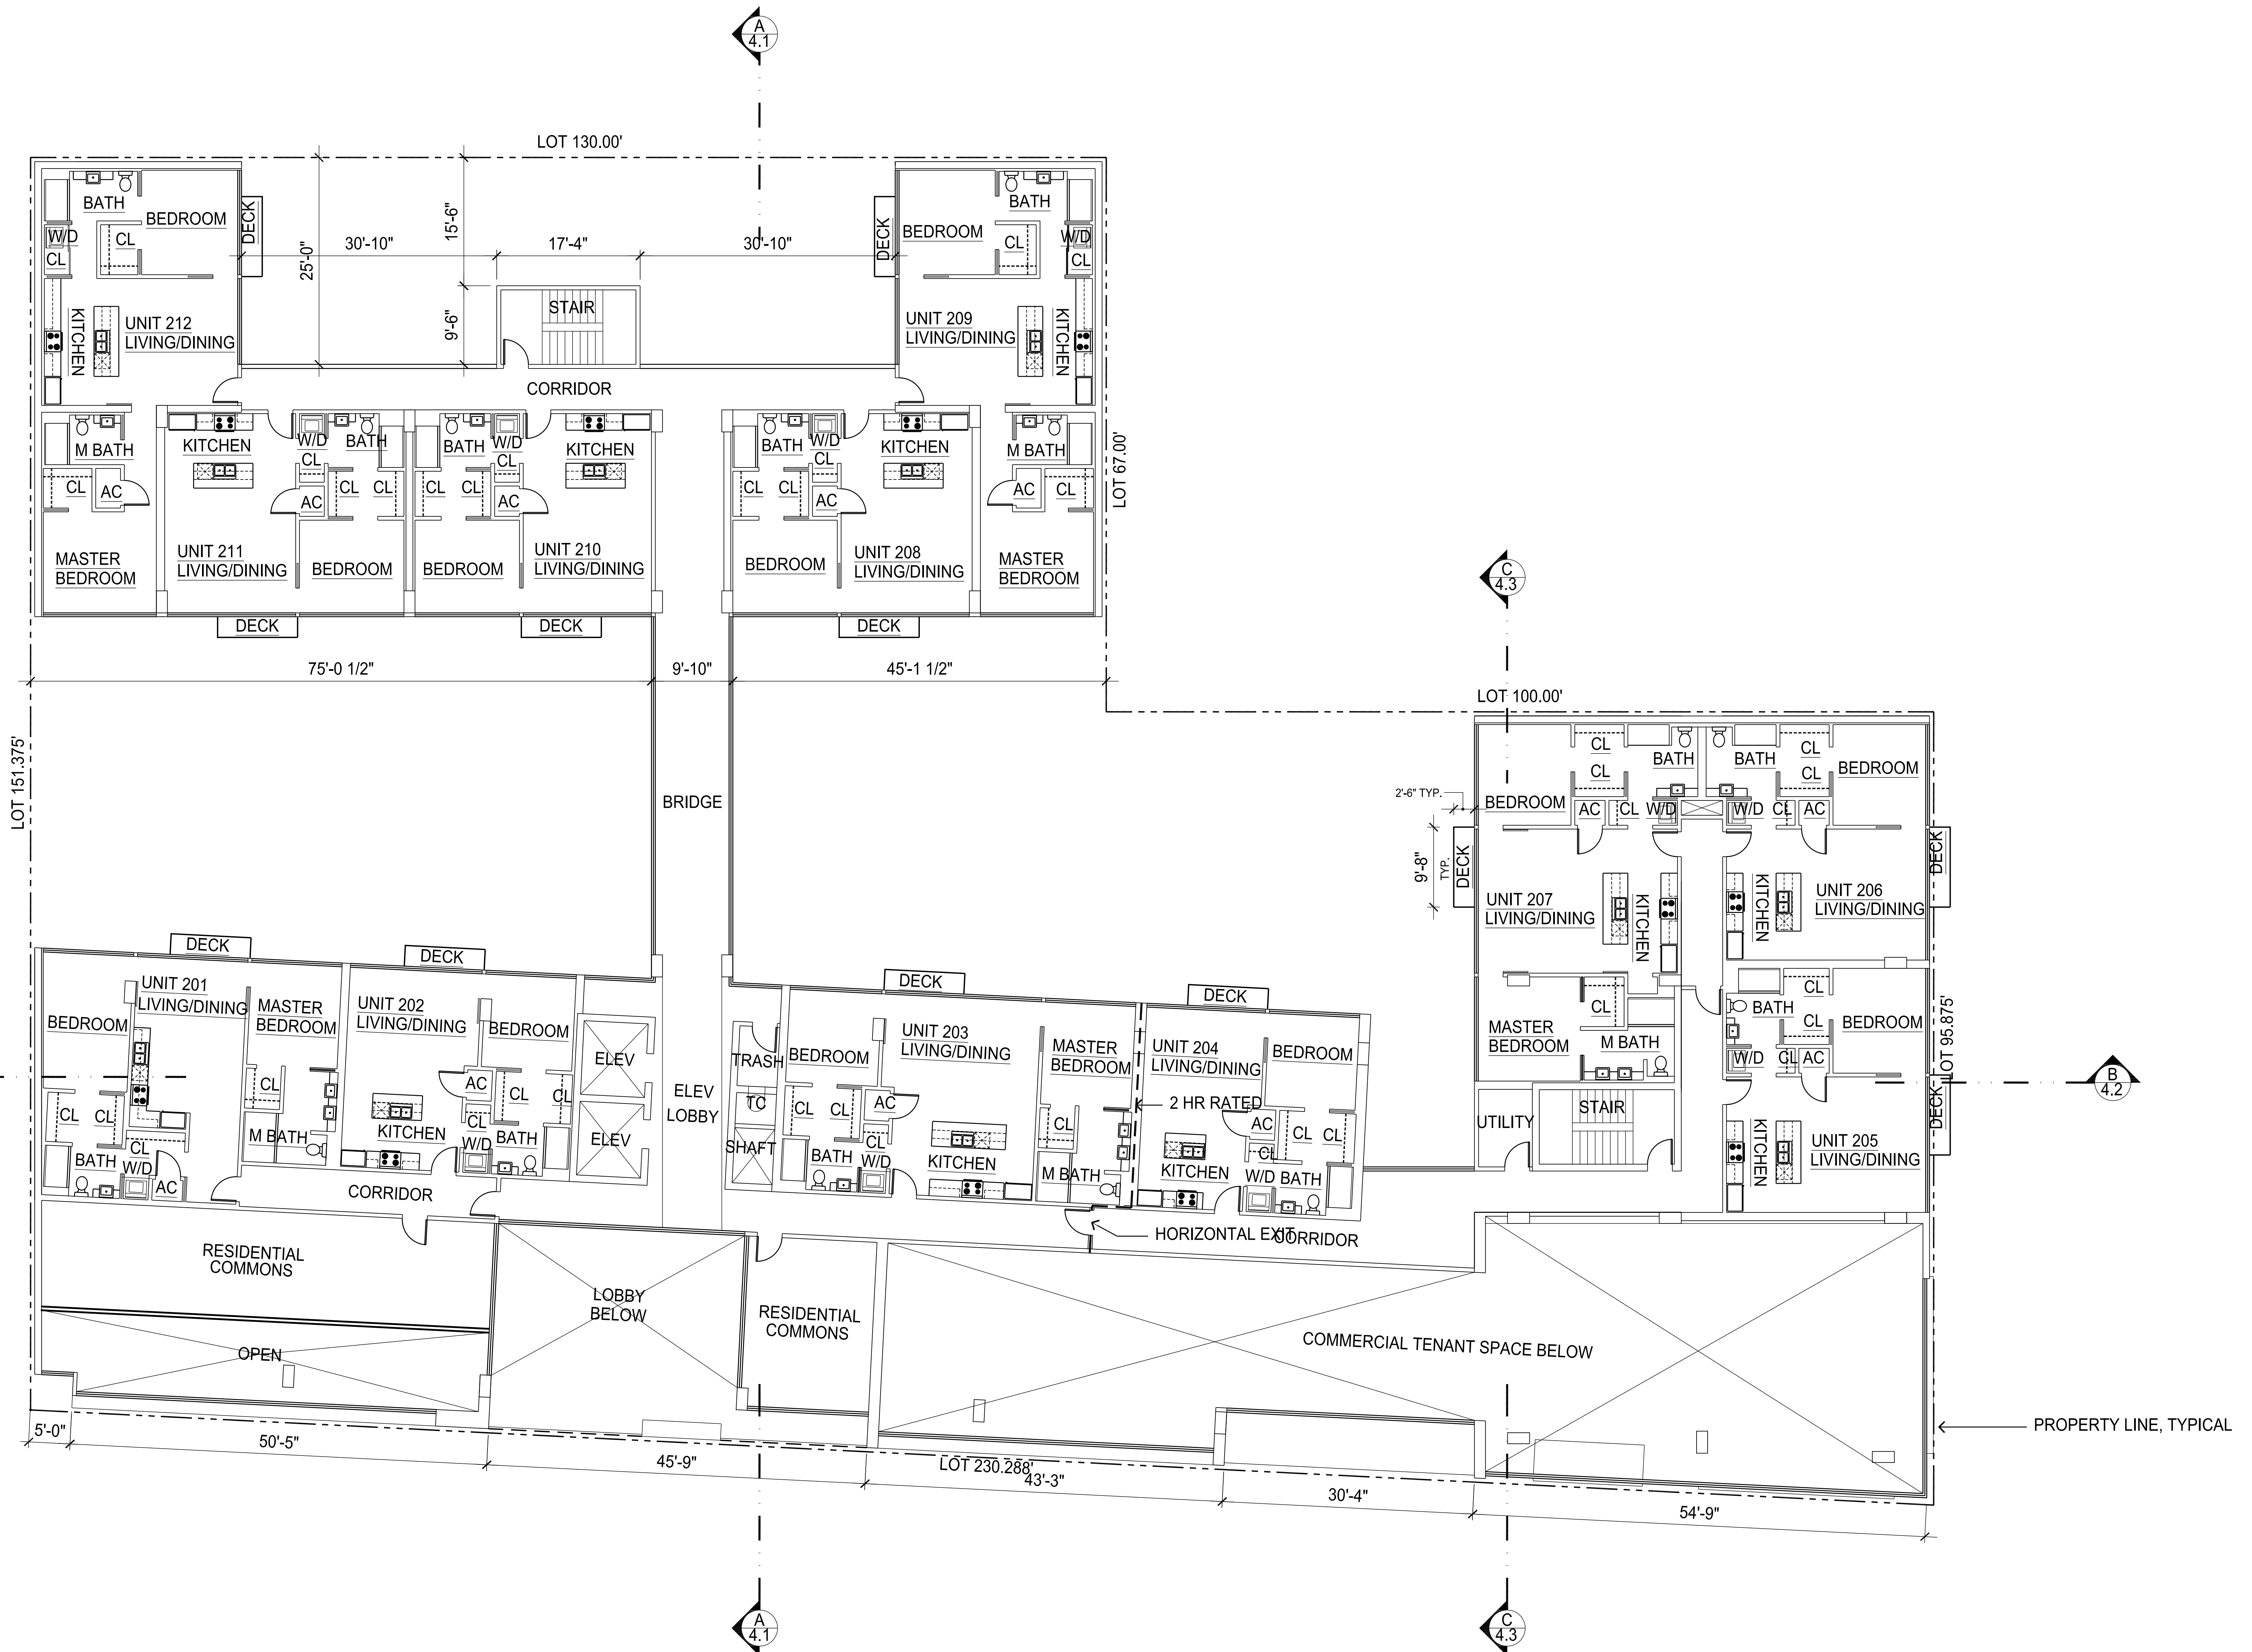 A
4.1
LOT 130.00'
BATH
BEDROOM
DECK
W/D
CL
CL
25'-0"
15'-6"
30'-10"
17'-4"
30'-10"
9'-6"
STAIR
DECK
BEDROOM
BATH
CL
W/D
CL
KITCHEN
UNIT 212
LIVING/DINING
UNIT 209
LIVING/DINING
KITCHEN
CORRIDOR
M BATH
CL
AC
MASTER
BEDROOM
KITCHEN
W/D
BATH
CL
CL
CL
AC
UNIT 211
LIVING/DINING
BEDROOM
BATH
W/D
CL
CL
CL
AC
KITCHEN
BEDROOM
UNIT 210
LIVING/DINING
BATH
W/D
CL
CL
CL
AC
KITCHEN
BEDROOM
UNIT 208
LIVING/DINING
M BATH
AC
CL
MASTER
BEDROOM
LOT 67.00'
DECK
DECK
DECK
75'-0 1/2"
9'-10"
45'-1 1/2"
C
4.3
LOT 100.00'
LOT 151.375'
BRIDGE
CL
CL
BATH
BATH
CL
CL
BEDROOM
2'-6" TYP.
BEDROOM
AC
CL
W/D
W/D
CL
AC
9'-8"
TYP.
DECK
DECK
UNIT 207
LIVING/DINING
KITCHEN
KITCHEN
UNIT 206
LIVING/DINING
MASTER
BEDROOM
CL
M BATH
BATH
CL
CL
BEDROOM
W/D
CL
AC
LOT 95.875'
DECK
B
4.2
UTILITY
STAIR
KITCHEN
UNIT 205
LIVING/DINING
DECK
DECK
DECK
DECK
UNIT 201
LIVING/DINING
BEDROOM
MASTER
BEDROOM
CL
CL
CL
BATH
CL
W/D
AC
M BATH
UNIT 202
LIVING/DINING
BEDROOM
AC
CL
CL
CL
W/D
BATH
KITCHEN
ELEV
ELEV
ELEV
LOBBY
TRASH
TC
SHAFT
BEDROOM
UNIT 203
LIVING/DINING
MASTER
BEDROOM
CL
CL
AC
CL
BATH
W/D
KITCHEN
CL
M BATH
UNIT 204
LIVING/DINING
BEDROOM
2 HR RATED
AC
CL
CL
CL
KITCHEN
W/D
BATH
CORRIDOR
HORIZONTAL EXIT
CORRIDOR
RESIDENTIAL
COMMONS
LOBBY
BELOW
RESIDENTIAL
COMMONS
COMMERCIAL TENANT SPACE BELOW
OPEN
PROPERTY LINE, TYPICAL
5'-0"
50'-5"
45'-9"
LOT 230.288'
43'-3"
30'-4"
54'-9"
A
4.1
C
4.3